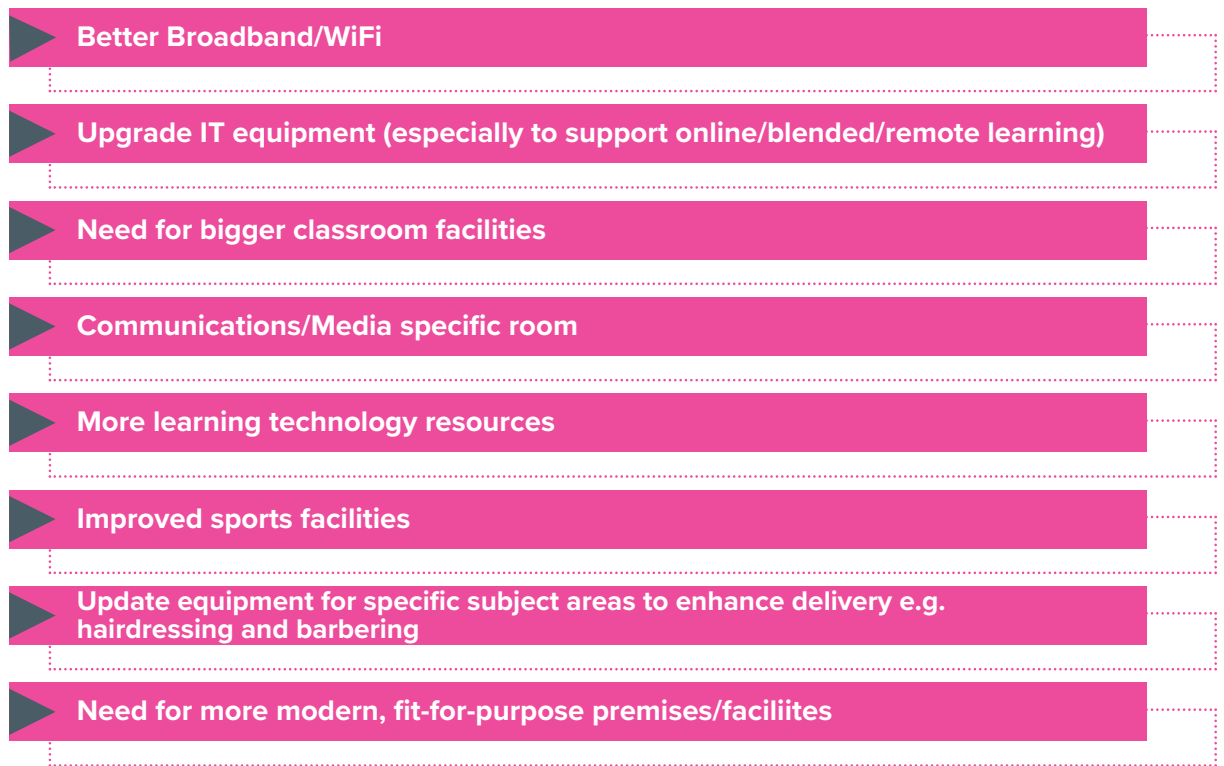 Better Broadband/WiFi
Upgrade IT equipment (especially to support online/blended/remote learning)
Need for bigger classroom facilities
Communications/Media specific room
More learning technology resources
Improved sports facilities
Update equipment for specific subject areas to enhance delivery e.g.
hairdressing and barbering
Need for more modern, fit-for-purpose premises/faciliites